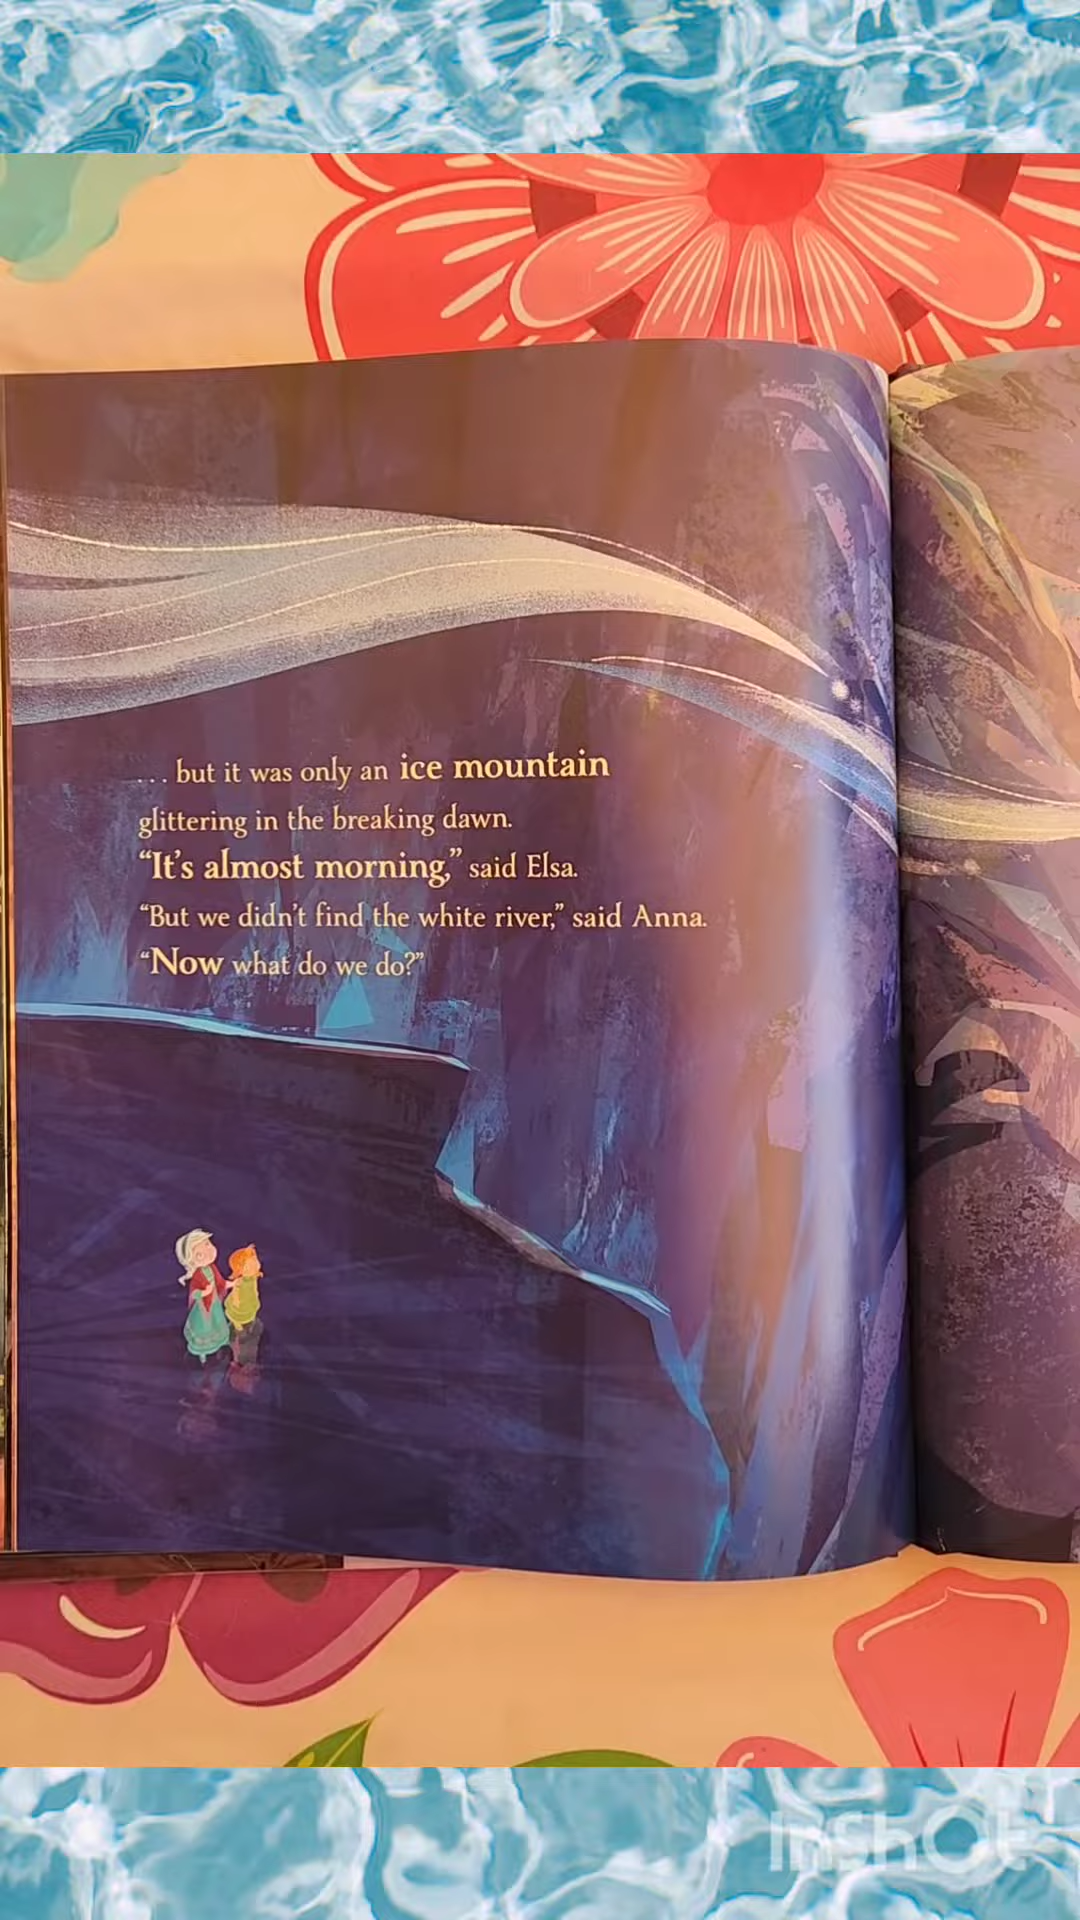 ... but it was only an ice mountain
glittering in the breaking dawn.
“It’s almost morning,” said Elsa.
“But we didn’t find the white river,” said Anna.
“Now what do we do?”
InShOt